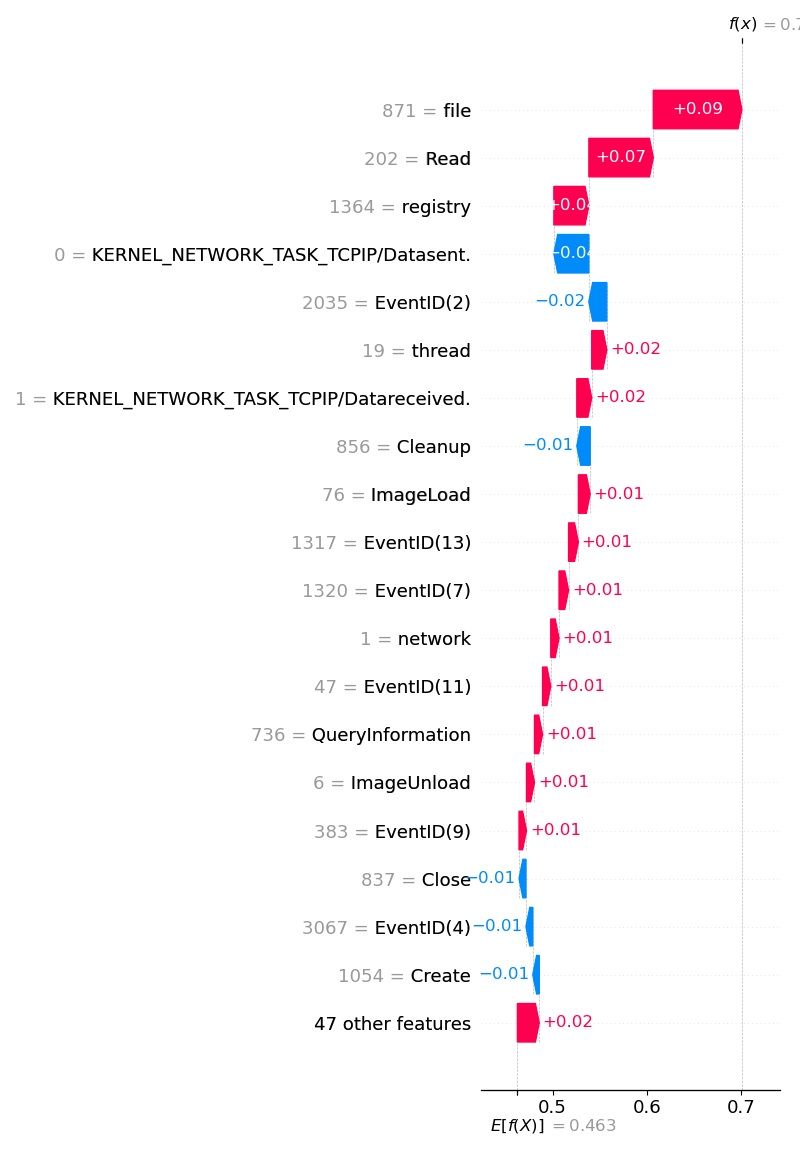 f(x) = 0.7
871 = file
+0.09
202 = Read
+0.07
1364 = registry
+0.04
0 = KERNEL_NETWORK_TASK_TCPIP/Datasent.
−0.04
2035 = EventID(2)
−0.02
19 = thread
+0.02
1 = KERNEL_NETWORK_TASK_TCPIP/Datareceived.
+0.02
856 = Cleanup
−0.01
76 = ImageLoad
+0.01
1317 = EventID(13)
+0.01
1320 = EventID(7)
+0.01
1 = network
+0.01
47 = EventID(11)
+0.01
736 = QueryInformation
+0.01
6 = ImageUnload
+0.01
383 = EventID(9)
+0.01
837 = Close
−0.01
3067 = EventID(4)
−0.01
1054 = Create
−0.01
47 other features
+0.02
0.5 0.6 0.7
E[f(X)] = 0.463